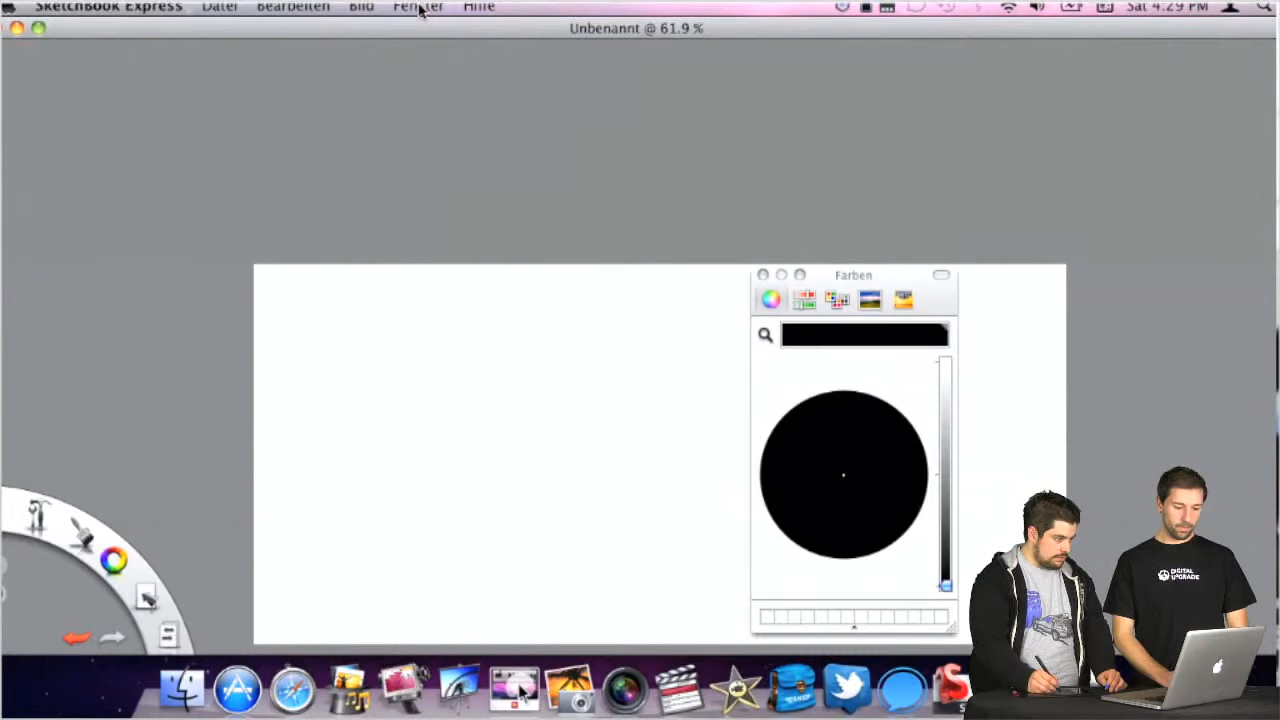 SketchBook Express Datei Bearbeiten Bild Fenster Hilfe Sat 4:29 PM
Unbenannt @ 61.9 %
Farben
DIGITAL
UPGRADE